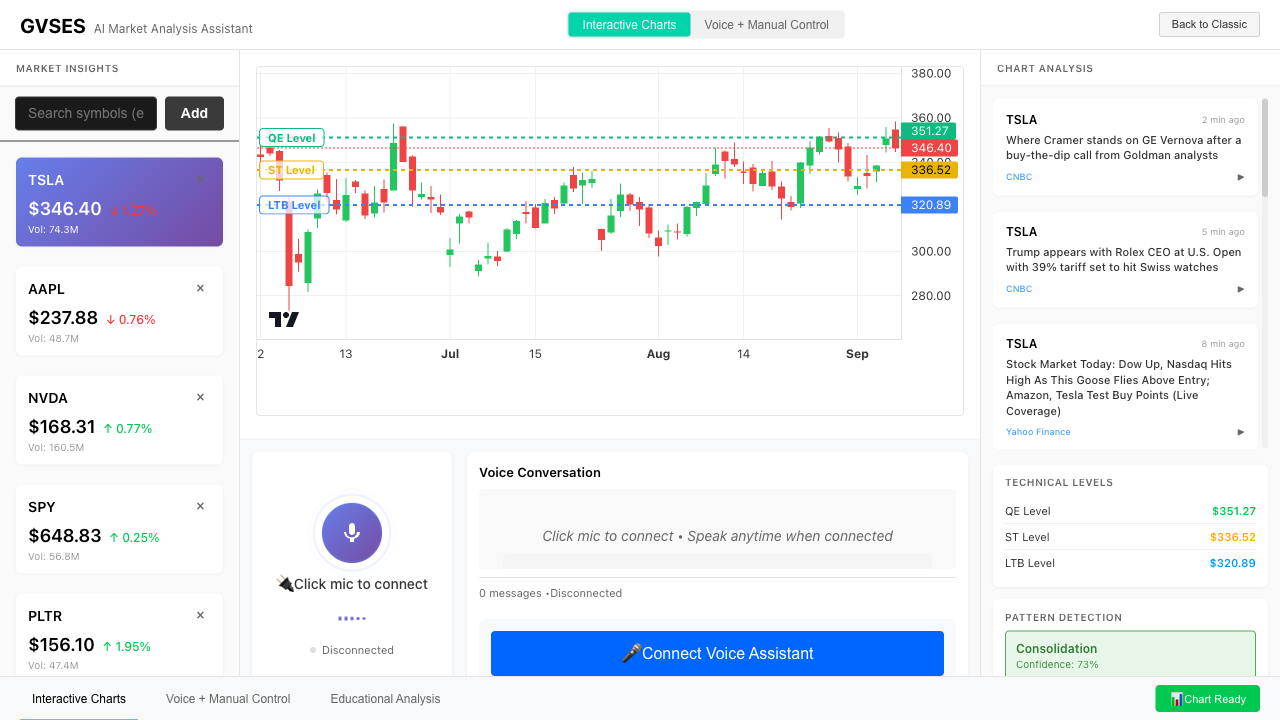 GVSES AI Market Analysis Assistant
Interactive Charts
Voice + Manual Control
Back to Classic
MARKET INSIGHTS
Search symbols (e
Add
TSLA
$346.40 ↓ 1.27%
Vol: 74.3M
AAPL ×
$237.88 ↓ 0.76%
Vol: 48.7M
NVDA ×
$168.31 ↑ 0.77%
Vol: 160.5M
SPY ×
$648.83 ↑ 0.25%
Vol: 56.8M
PLTR ×
$156.10 ↑ 1.95%
Vol: 47.4M
QE Level
ST Level
LTB Level
380.00
360.00
351.27
346.40
336.52
320.89
300.00
280.00
2 13 Jul 15 Aug 14 Sep
🔌Click mic to connect
Disconnected
Voice Conversation
Click mic to connect • Speak anytime when connected
0 messages •Disconnected
🎤Connect Voice Assistant
CHART ANALYSIS
TSLA 2 min ago
Where Cramer stands on GE Vernova after a
buy-the-dip call from Goldman analysts
CNBC ▶
TSLA 5 min ago
Trump appears with Rolex CEO at U.S. Open
with 39% tariff set to hit Swiss watches
CNBC ▶
TSLA 8 min ago
Stock Market Today: Dow Up, Nasdaq Hits
High As This Goose Flies Above Entry;
Amazon, Tesla Test Buy Points (Live
Coverage)
Yahoo Finance ▶
TECHNICAL LEVELS
QE Level $351.27
ST Level $336.52
LTB Level $320.89
PATTERN DETECTION
Consolidation
Confidence: 73%
Interactive Charts
Voice + Manual Control
Educational Analysis
📊Chart Ready